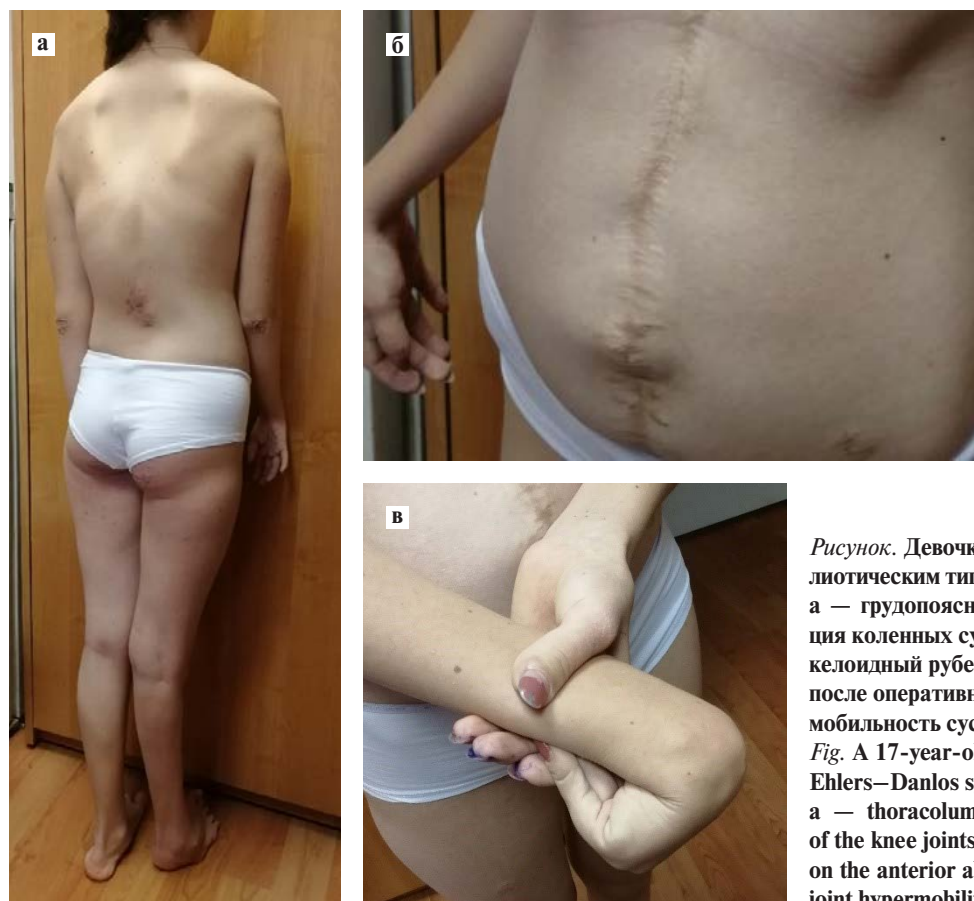 а
б
в
Рисунок. Девочк
лиотическим тип
а — грудопоясн
ция коленных су
келоидный рубе
после оперативн
мобильность сус
Fig. A 17-year-o
Ehlers—Danlos s
a — thoracolum
of the knee joints
on the anterior a
joint hypermobili